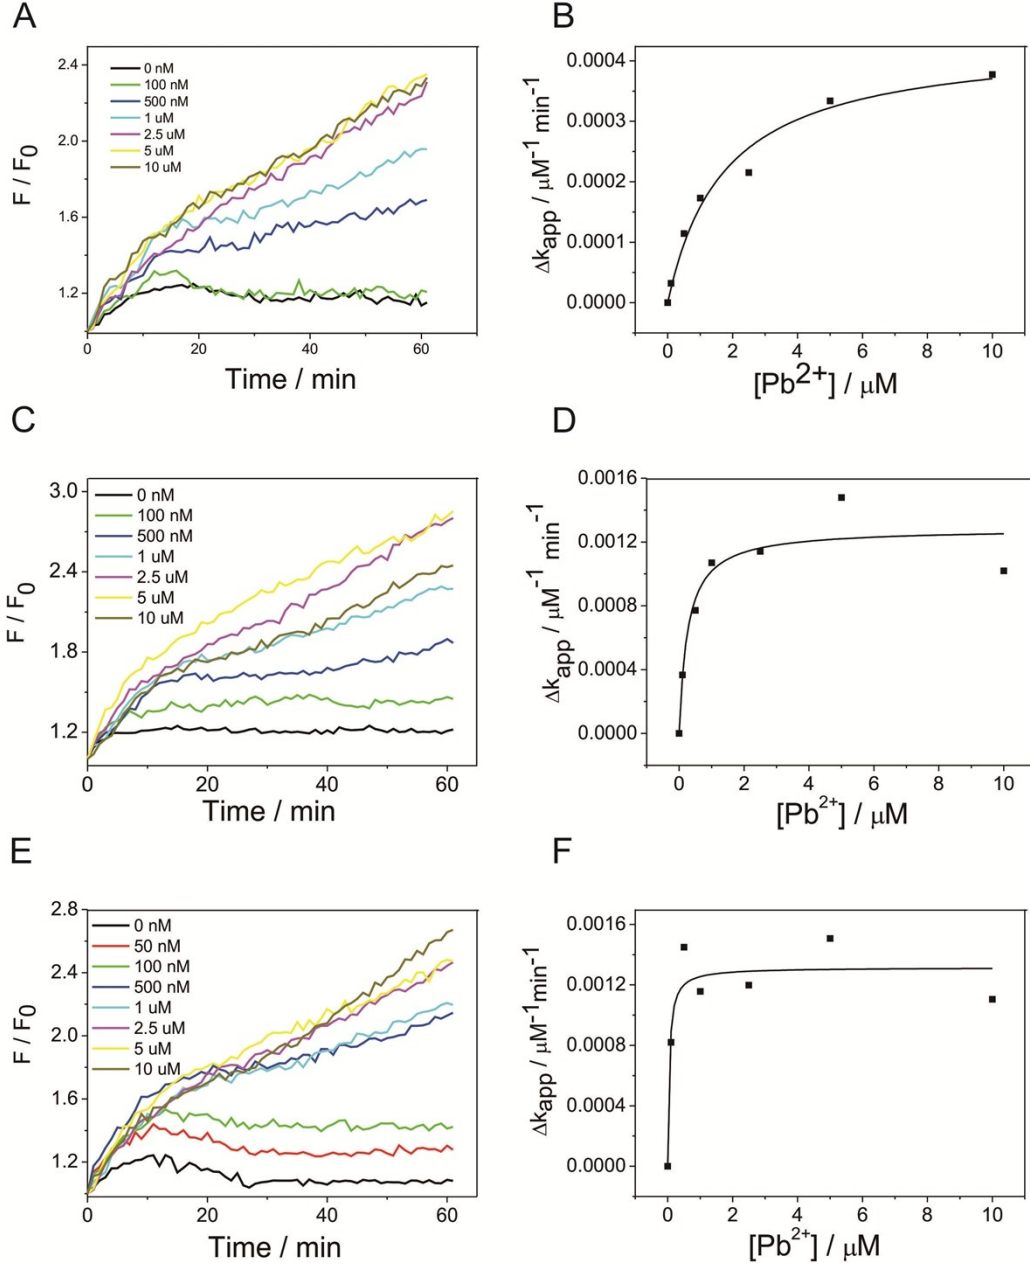 A
F / F0
2.4
2.0
1.6
1.2
0 nM
100 nM
500 nM
1 uM
2.5 uM
5 uM
10 uM
0 20 40 60
Time / min
B
Δkapp / μM-1 min-1
0.0004
0.0003
0.0002
0.0001
0.0000
0 2 4 6 8 10
[Pb2+] / μM
C
F / F0
3.0
2.4
1.8
1.2
0 nM
100 nM
500 nM
1 uM
2.5 uM
5 uM
10 uM
0 20 40 60
Time / min
D
Δkapp / μM-1 min-1
0.0016
0.0012
0.0008
0.0004
0.0000
0 2 4 6 8 10
[Pb2+] / μM
E
F / F0
2.8
2.4
2.0
1.6
1.2
0 nM
50 nM
100 nM
500 nM
1 uM
2.5 uM
5 uM
10 uM
0 20 40 60
Time / min
F
Δkapp / μM-1min-1
0.0016
0.0012
0.0008
0.0004
0.0000
0 2 4 6 8 10
[Pb2+] / μM